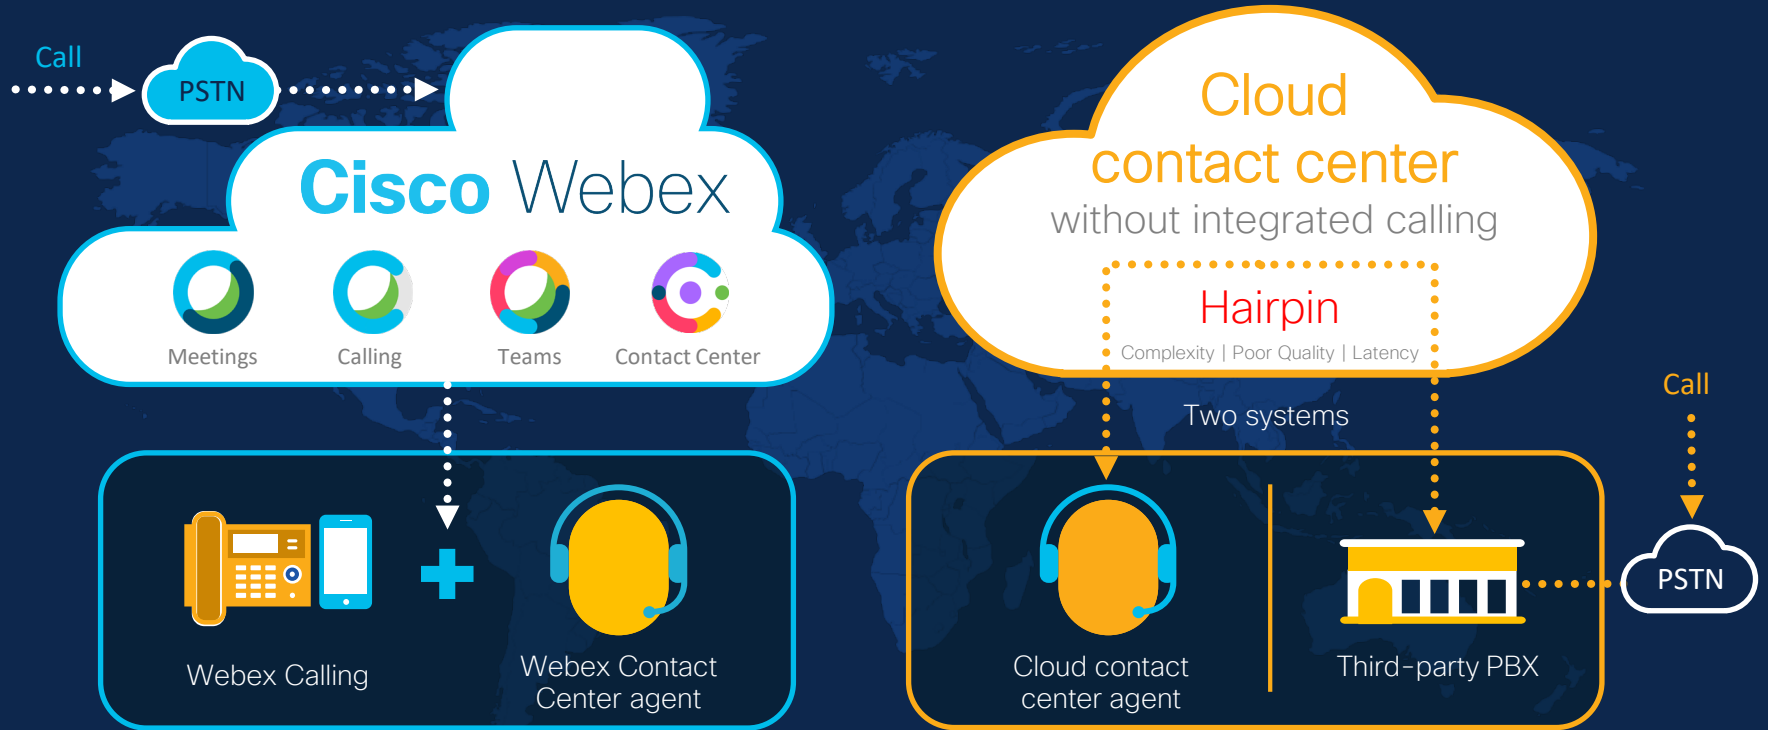 Call
PSTN
Cisco Webex
Meetings
Calling
Teams
Contact Center
Webex Calling
Webex Contact
Center agent
Cloud
contact center
without integrated calling
Hairpin
Complexity | Poor Quality | Latency
Two systems
Call
PSTN
Cloud contact
center agent
Third-party PBX